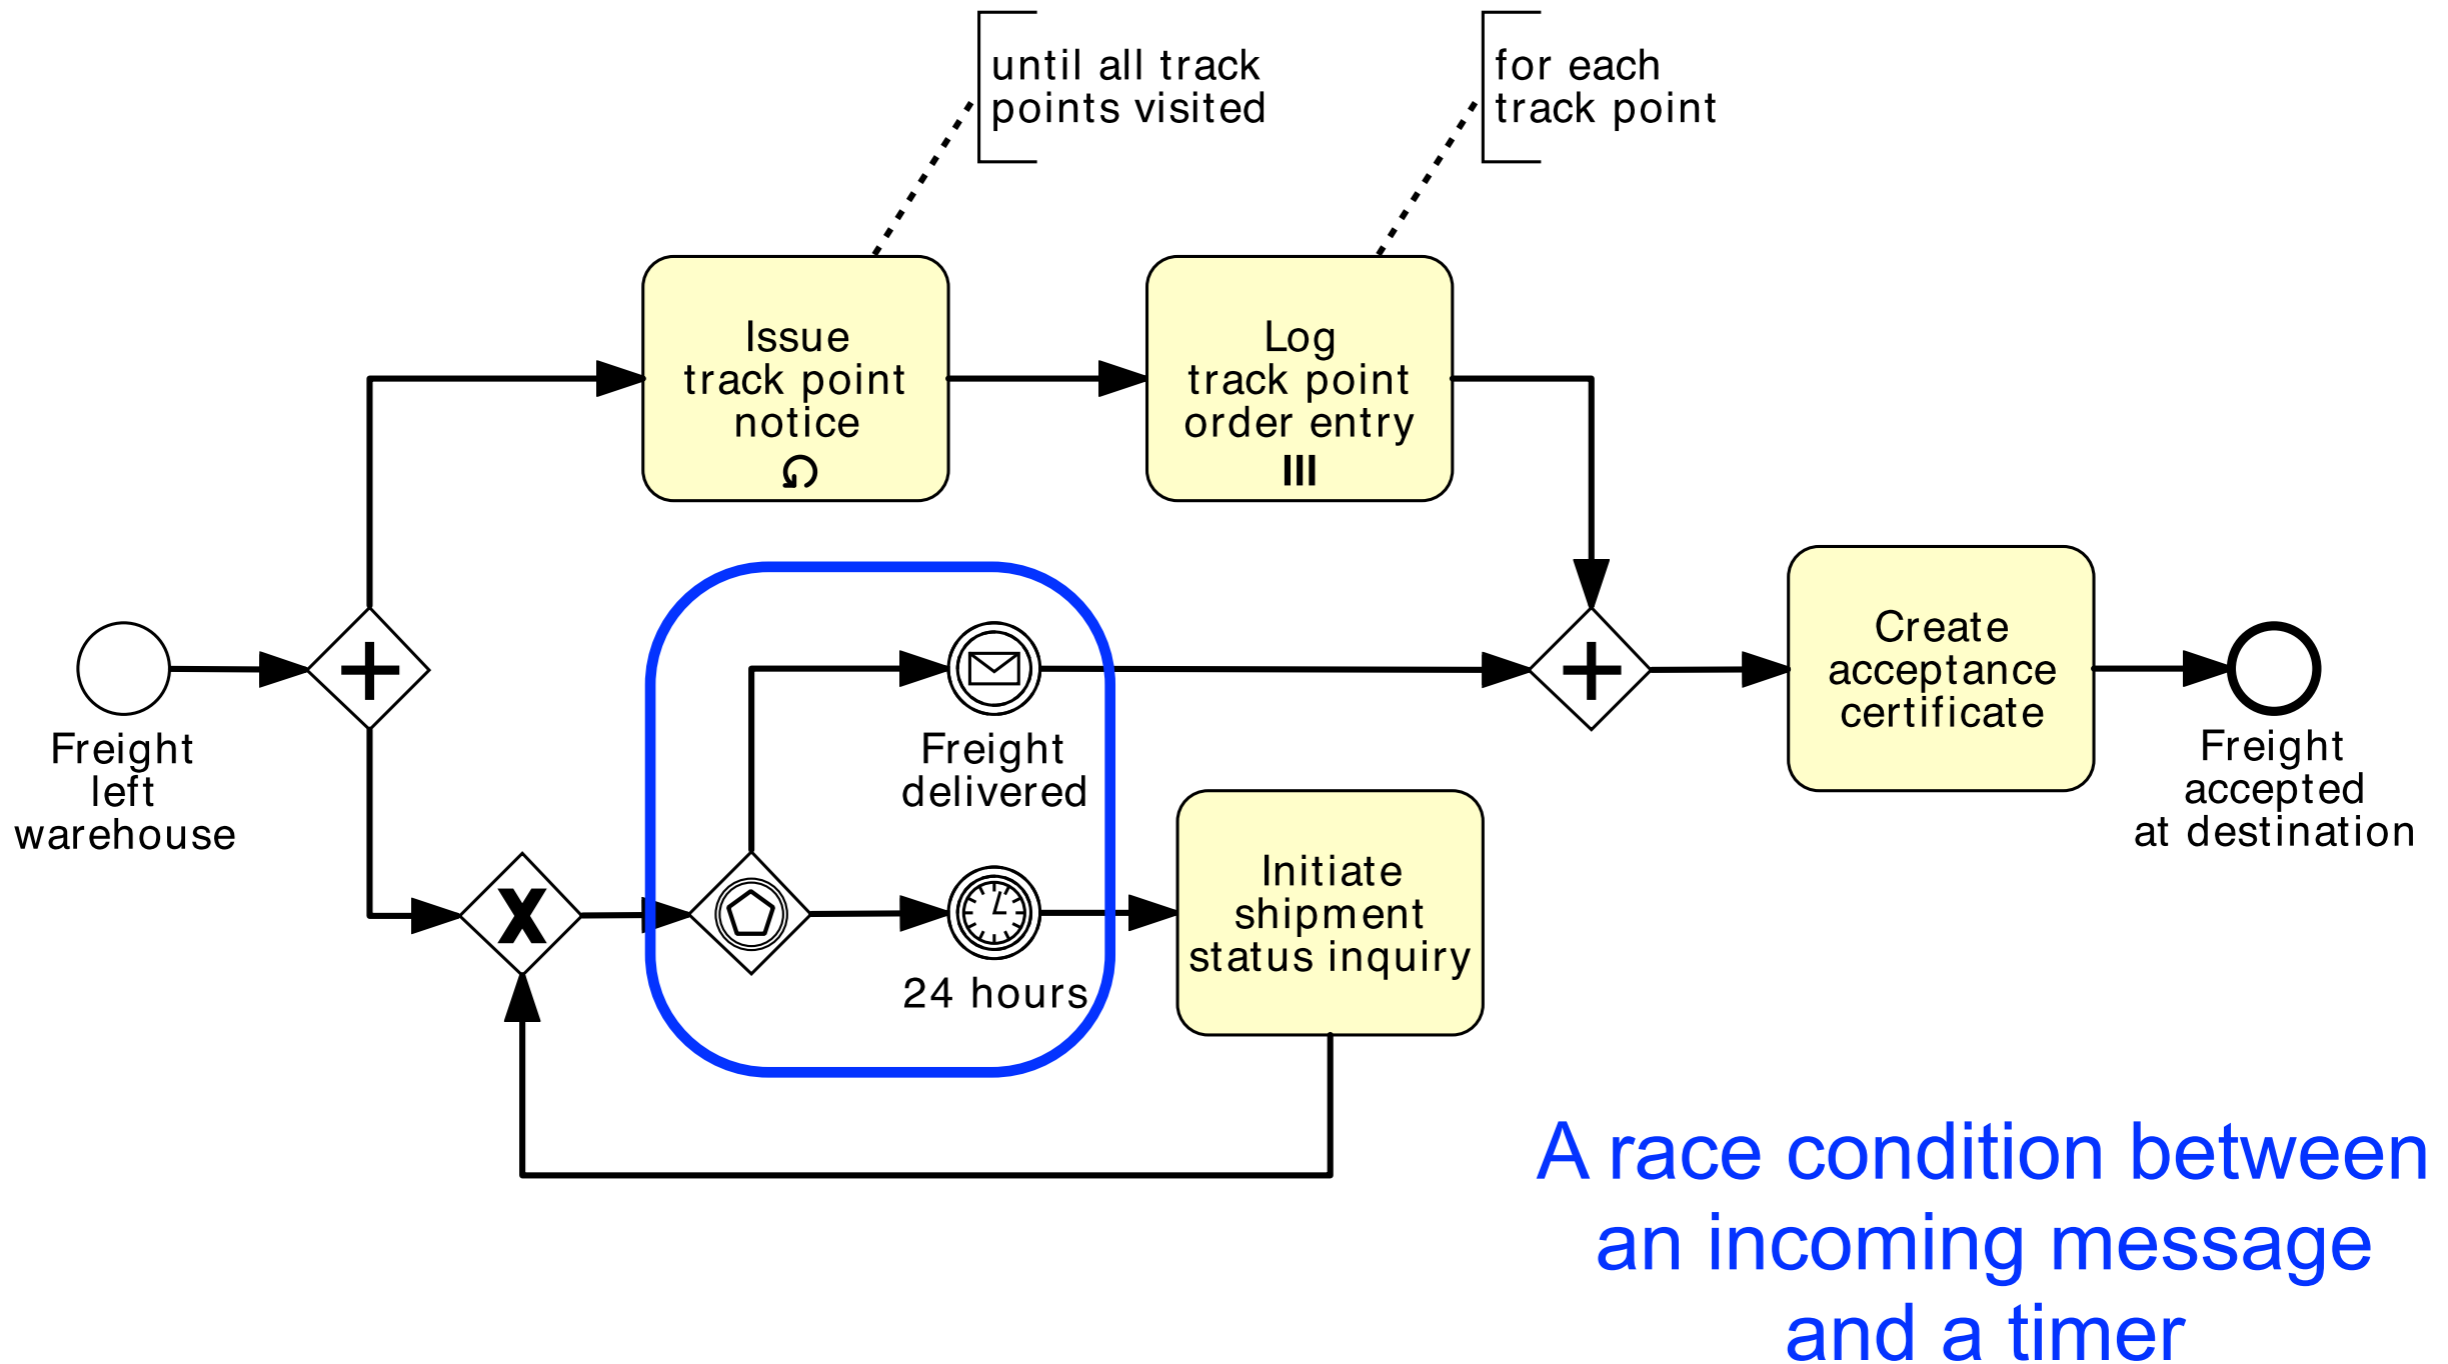 until all track
points visited
for each
track point
Issue
track point
notice
Log
track point
order entry
Freight
left
warehouse
Freight
delivered
Create
acceptance
certificate
Freight
accepted
at destination
X
24 hours
Initiate
shipment
status inquiry
A race condition between
an incoming message
and a timer